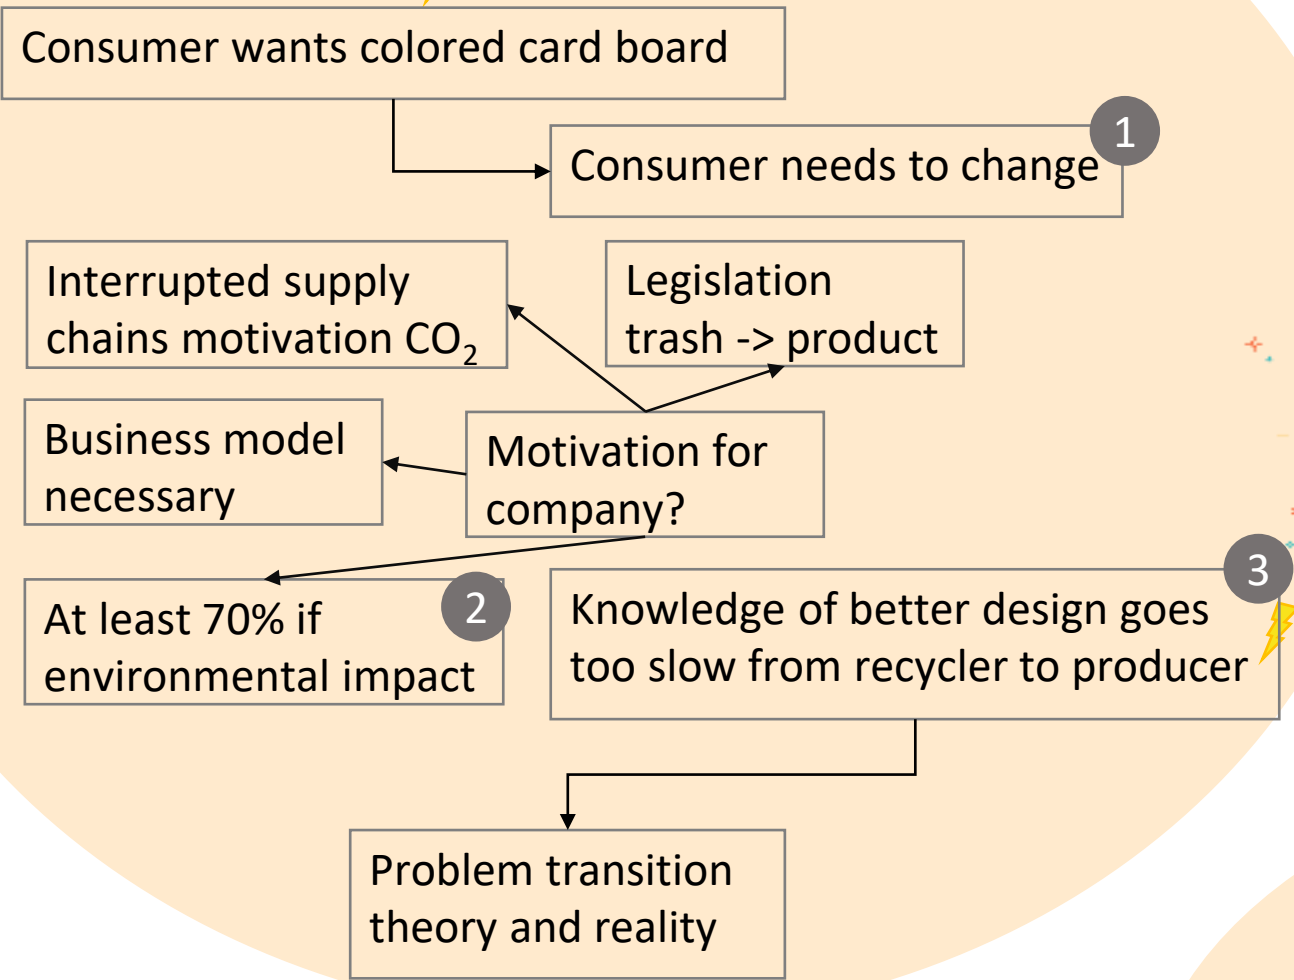 Consumer wants colored card board
1
Consumer needs to change
Interrupted supply
chains motivation CO₂
Legislation
trash -> product
Business model
necessary
Motivation for
company?
2
At least 70% if
environmental impact
3
Knowledge of better design goes
too slow from recycler to producer
Problem transition
theory and reality